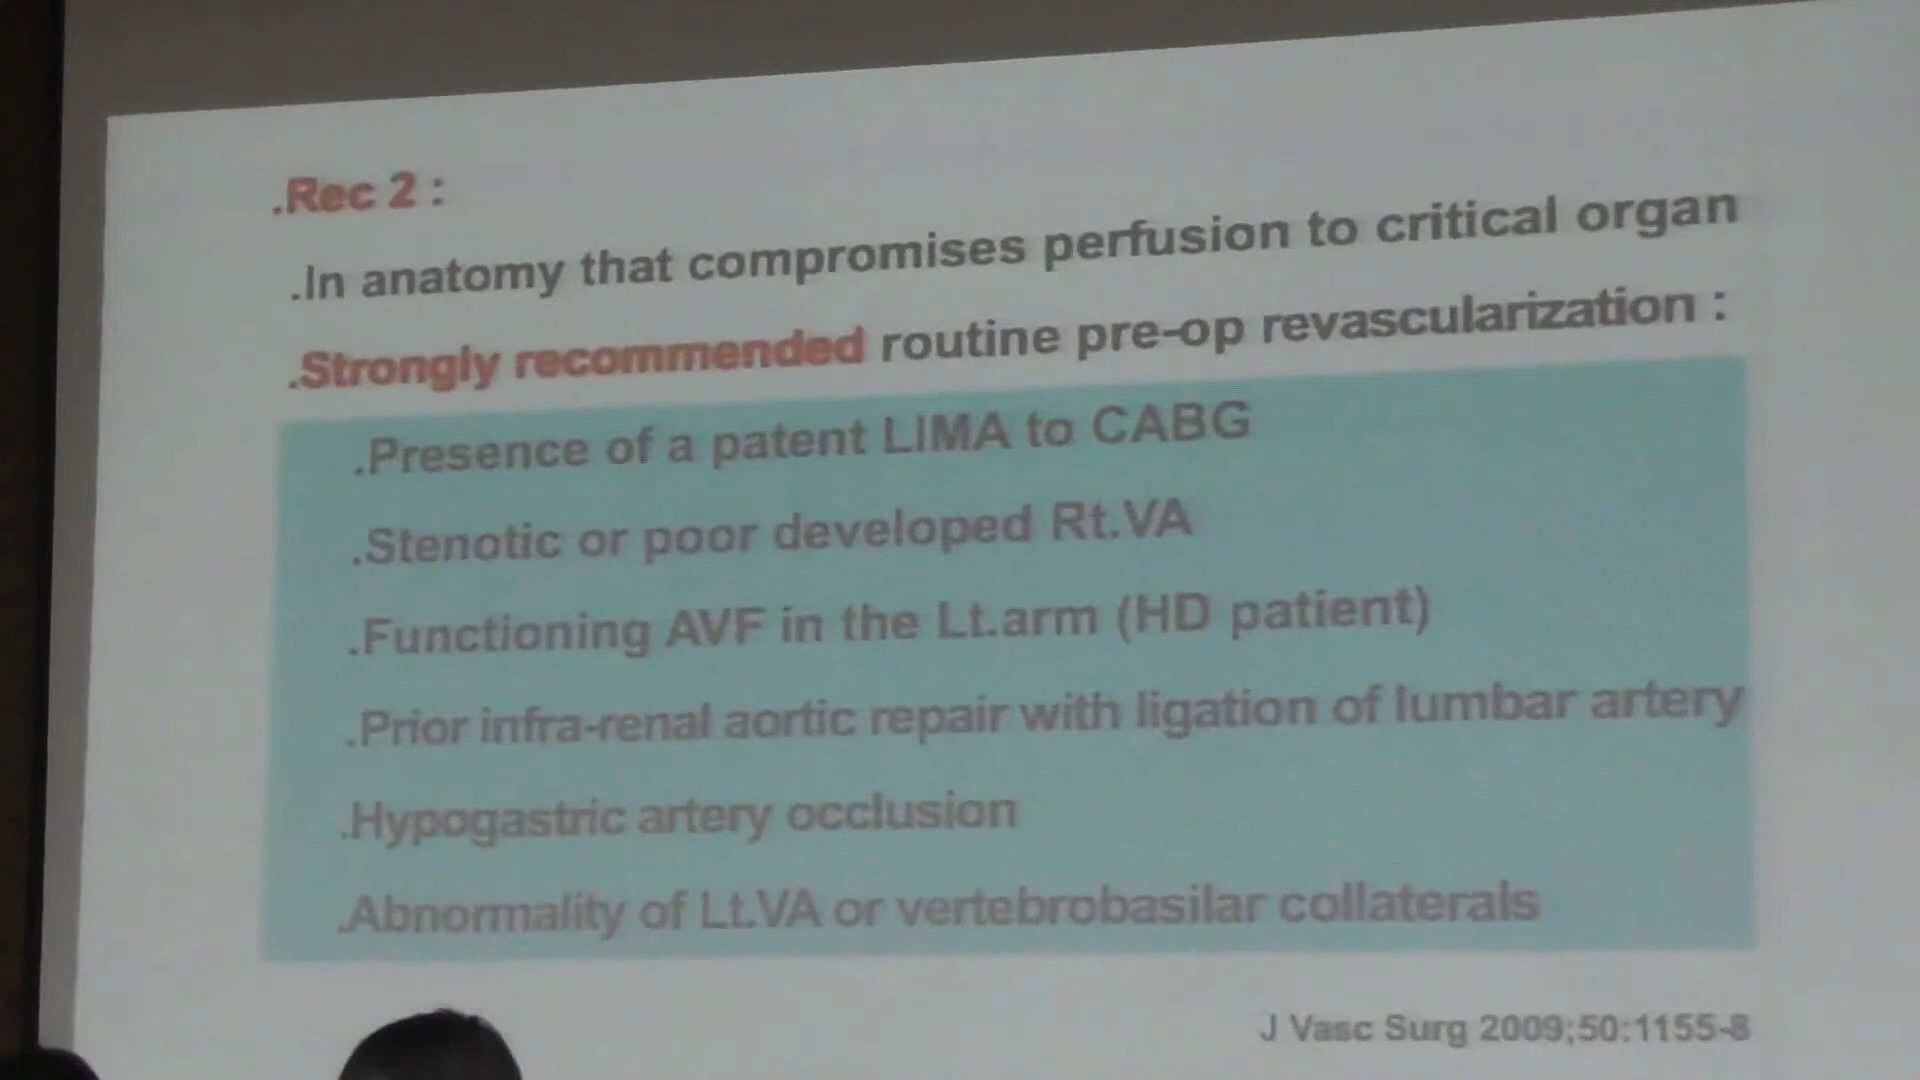 .Rec 2 :
.In anatomy that compromises perfusion to critical organ
.Strongly recommended routine pre-op revascularization :
.Presence of a patent LIMA to CABG
.Stenotic or poor developed Rt.VA
.Functioning AVF in the Lt.arm (HD patient)
.Prior infra-renal aortic repair with ligation of lumbar artery
.Hypogastric artery occlusion
.Abnormality of Lt.VA or vertebrobasilar collaterals
J Vasc Surg 2009;50:1155-8